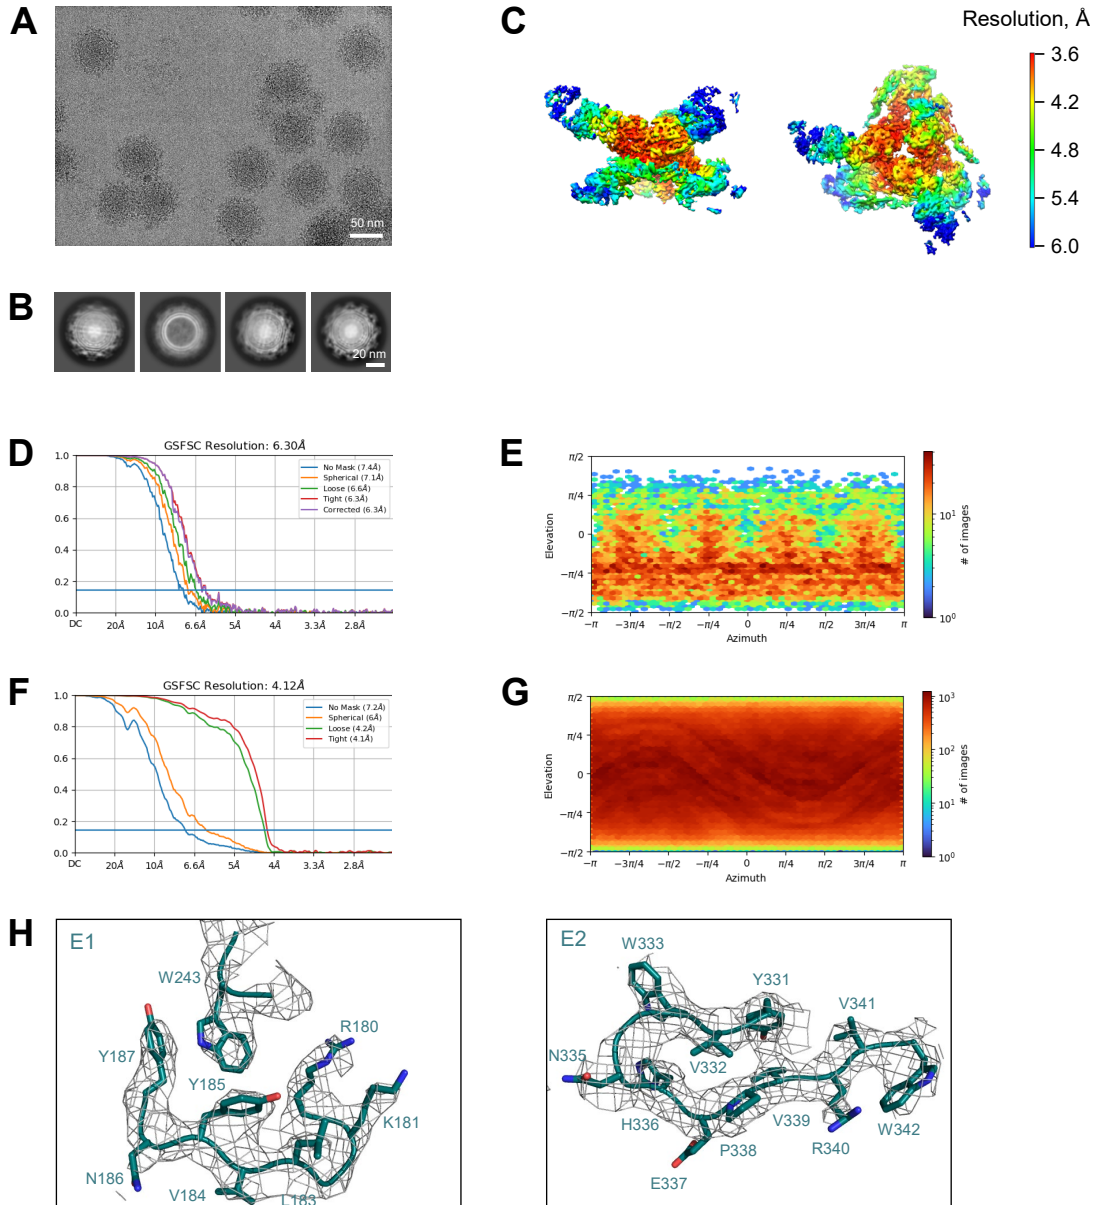 A
50 nm
B
20 nm
C
Resolution, Å
3.6
4.2
4.8
5.4
6.0
D
GSFSC Resolution: 6.30Å
1.0
0.8
0.6
0.4
0.2
0.0
No Mask (7.4Å)
Spherical (7.1Å)
Loose (6.6Å)
Tight (6.3Å)
Corrected (6.3Å)
DC 20Å 10Å 6.6Å 5Å 4Å 3.3Å 2.8Å
E
π/2
π/4
0
−π/4
−π/2
Elevation
−π −3π/4 −π/2 −π/4 0 π/4 π/2 3π/4 π
Azimuth
10¹
10⁰
# of images
F
GSFSC Resolution: 4.12Å
1.0
0.8
0.6
0.4
0.2
0.0
No Mask (7.2Å)
Spherical (6Å)
Loose (4.2Å)
Tight (4.1Å)
DC 20Å 10Å 6.6Å 5Å 4Å 3.3Å 2.8Å
G
π/2
π/4
0
−π/4
−π/2
Elevation
−π −3π/4 −π/2 −π/4 0 π/4 π/2 3π/4 π
Azimuth
10³
10²
10¹
10⁰
# of images
H
E1
W243
R180
Y187
Y185
K181
N186
V184
L183
E2
W333
Y331
V341
N335
V332
H336
V339
P338
R340
W342
E337